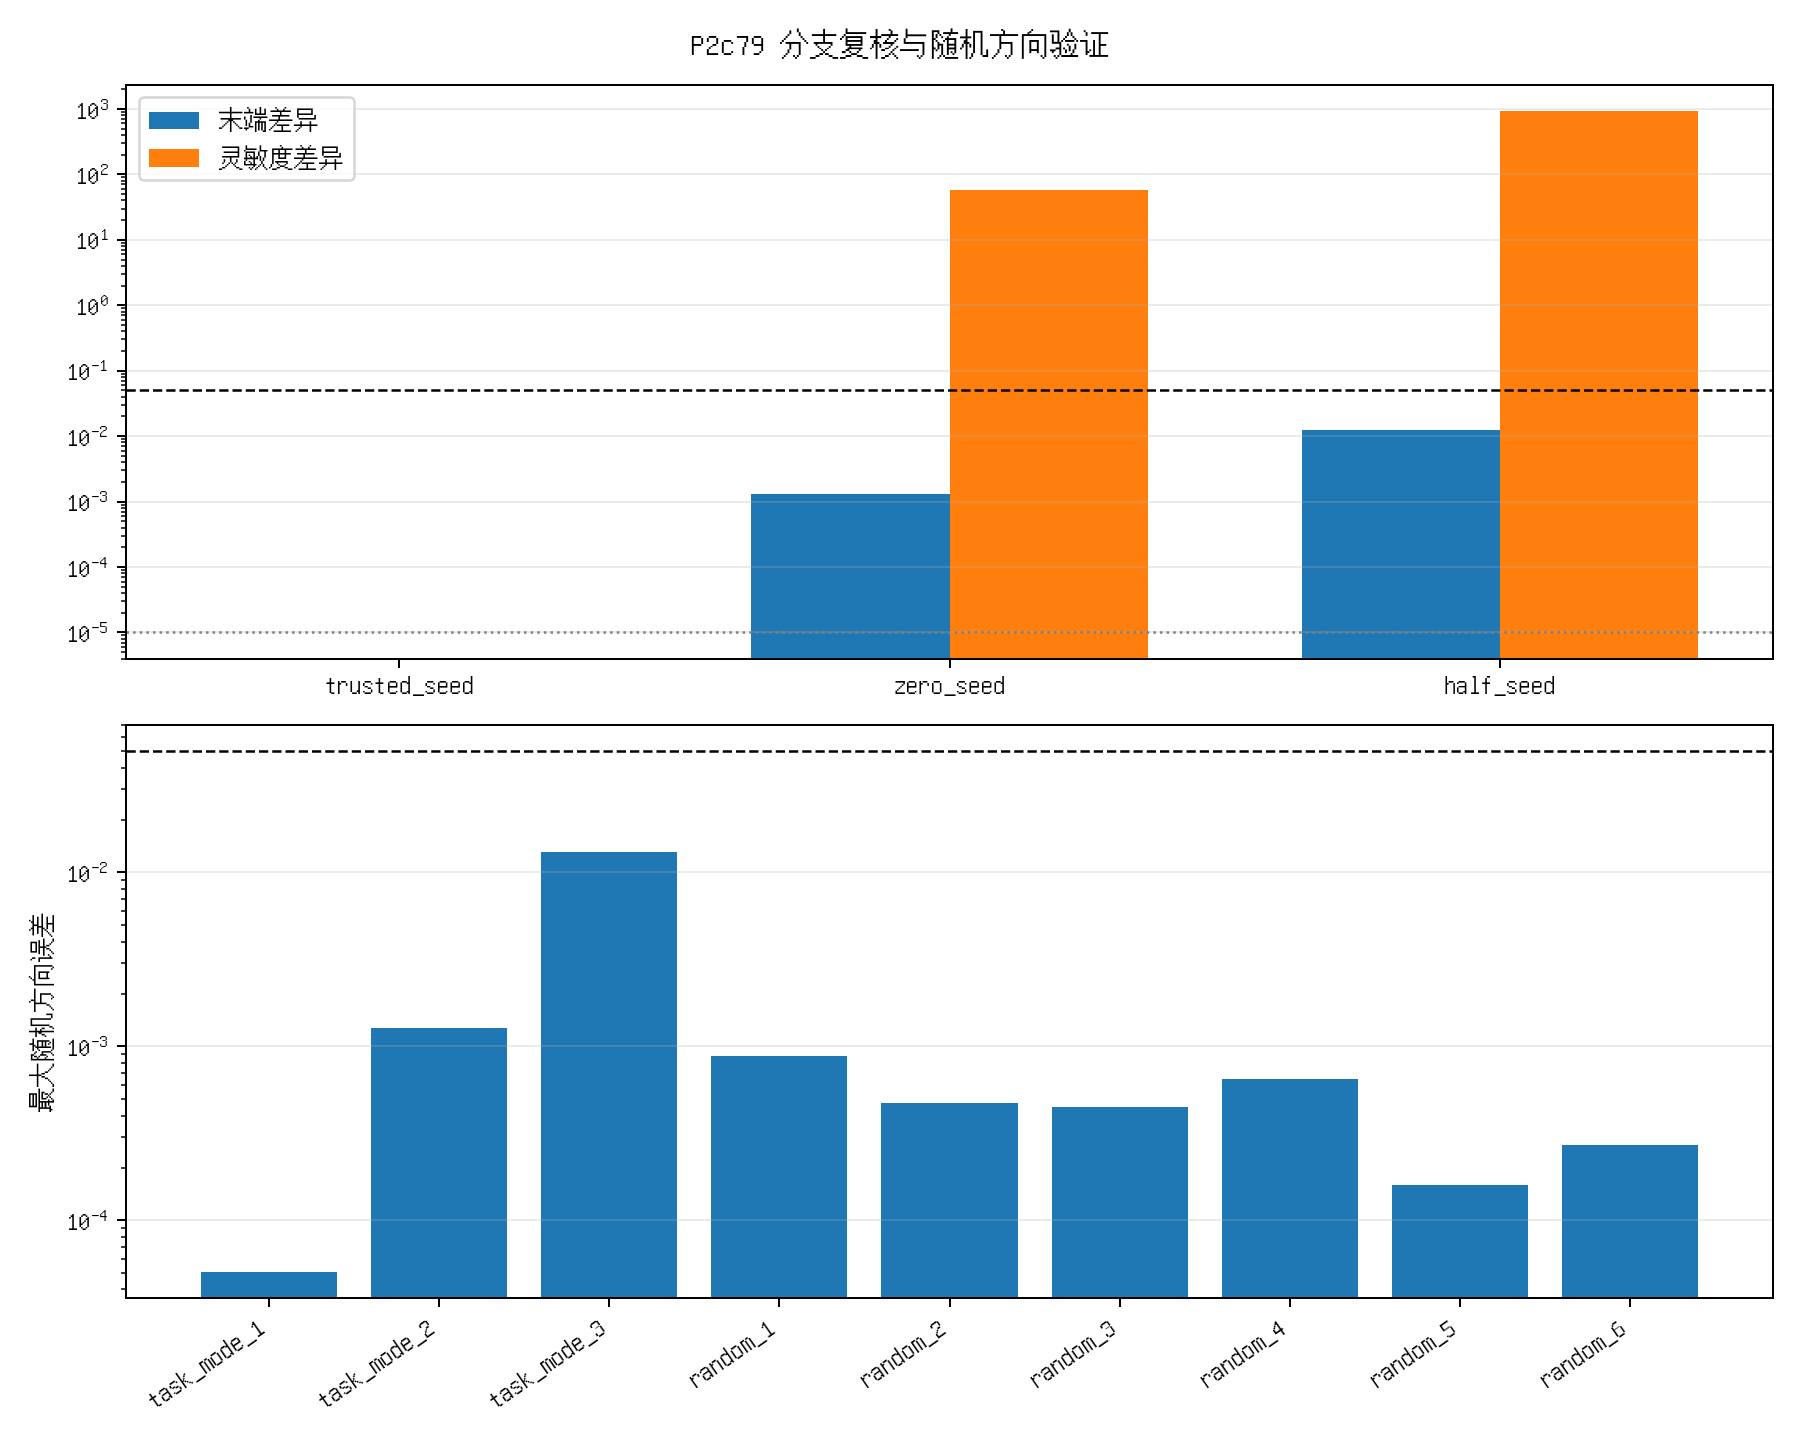 P2c79 分支复核与随机方向验证
末端差异
灵敏度差异
10³
10²
10¹
10⁰
10⁻¹
10⁻²
10⁻³
10⁻⁴
10⁻⁵
trusted_seed
zero_seed
half_seed
最大随机方向误差
10⁻²
10⁻³
10⁻⁴
task_mode_1
task_mode_2
task_mode_3
random_1
random_2
random_3
random_4
random_5
random_6